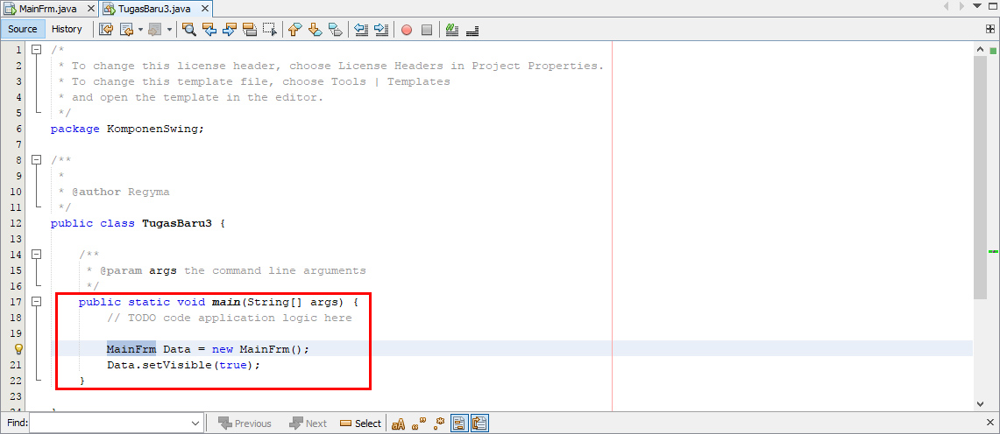 MainFrm.java TugasBaru3.java
Source History
1 /*
2 * To change this license header, choose License Headers in Project Properties.
3 * To change this template file, choose Tools | Templates
4 * and open the template in the editor.
5 */
6 package KomponenSwing;
7
8 /**
9 *
10 * @author Regyma
11 */
12 public class TugasBaru3 {
13
14 /**
15 * @param args the command line arguments
16 */
17 public static void main(String[] args) {
18 // TODO code application logic here
19
MainFrm Data = new MainFrm();
21 Data.setVisible(true);
22 }
23
24 }
Find: Previous Next Select aA